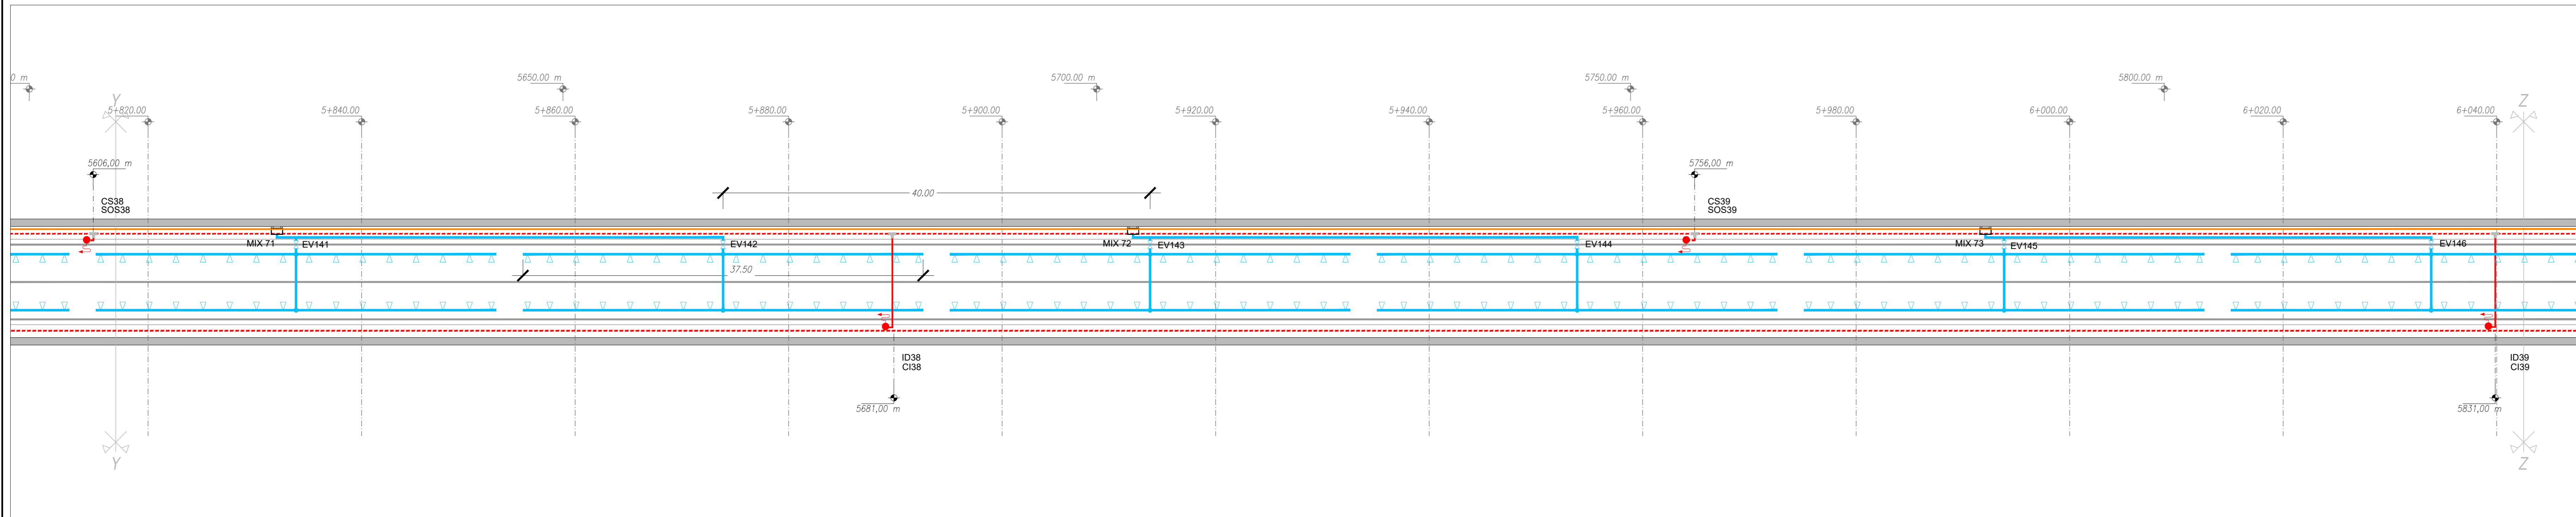 0 m
5650.00 m
5700.00 m
5750.00 m
5800.00 m
Y
Z
5+820.00
5+840.00
5+860.00
5+880.00
5+900.00
5+920.00
5+940.00
5+960.00
5+980.00
6+000.00
6+020.00
6+040.00
5606,00 m
5756,00 m
40.00
CS38
SOS38
CS39
SOS39
MIX 71
EV141
EV142
MIX 72
EV143
EV144
MIX 73
EV145
EV146
37.50
ID38
CI38
ID39
CI39
5681,00 m
5831,00 m
Y
Z